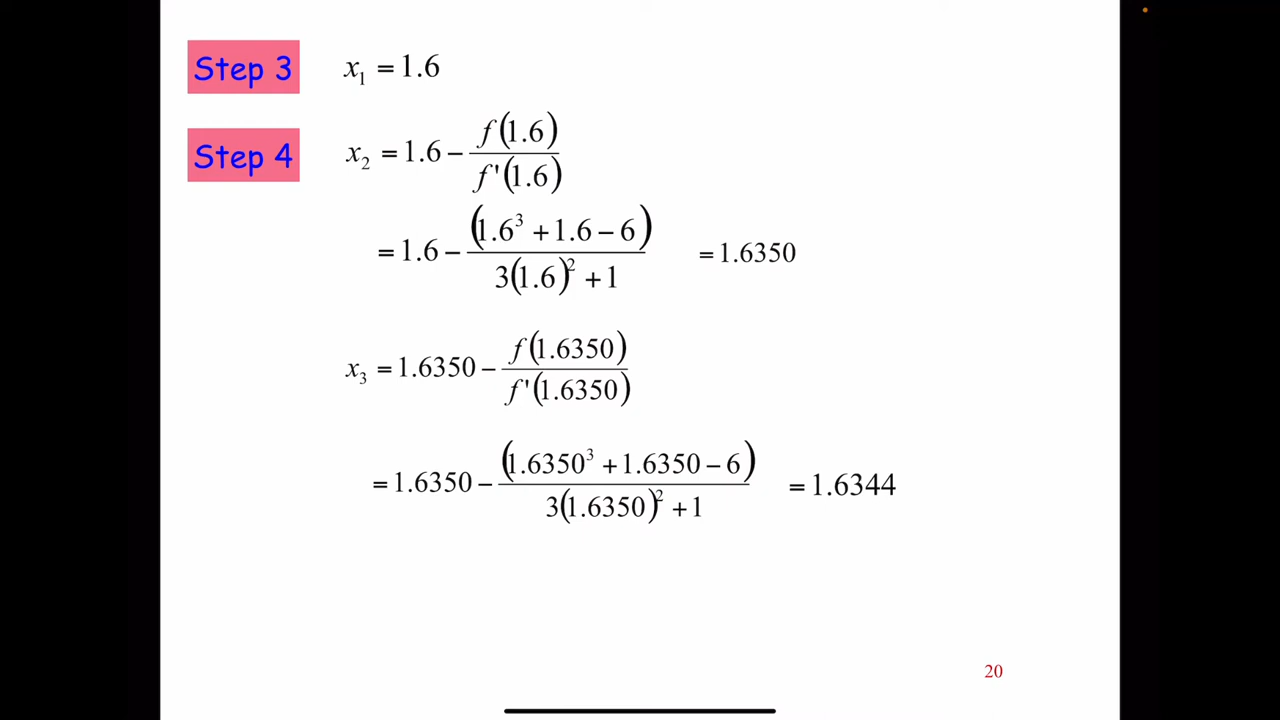 Step 3 x₁ = 1.6
Step 4 x₂ = 1.6 − f(1.6) / f'(1.6)
= 1.6 − (1.6³ + 1.6 − 6) / 3(1.6)² + 1 = 1.6350
x₃ = 1.6350 − f(1.6350) / f'(1.6350)
= 1.6350 − (1.6350³ + 1.6350 − 6) / 3(1.6350)² + 1 = 1.6344
20